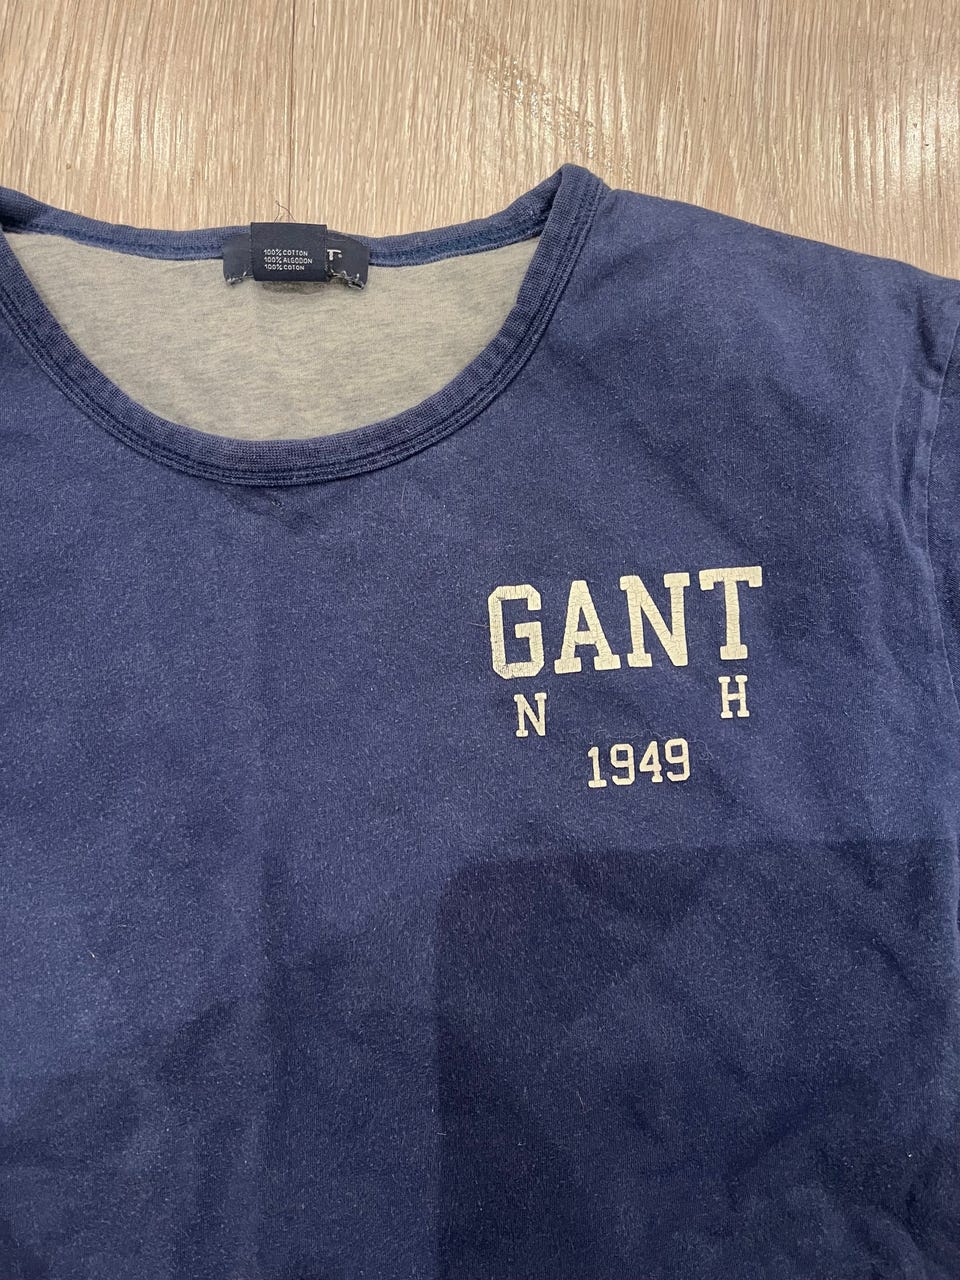 100% COTTON
100% ALGODON
100% COTON
T
GANT
N H
1949